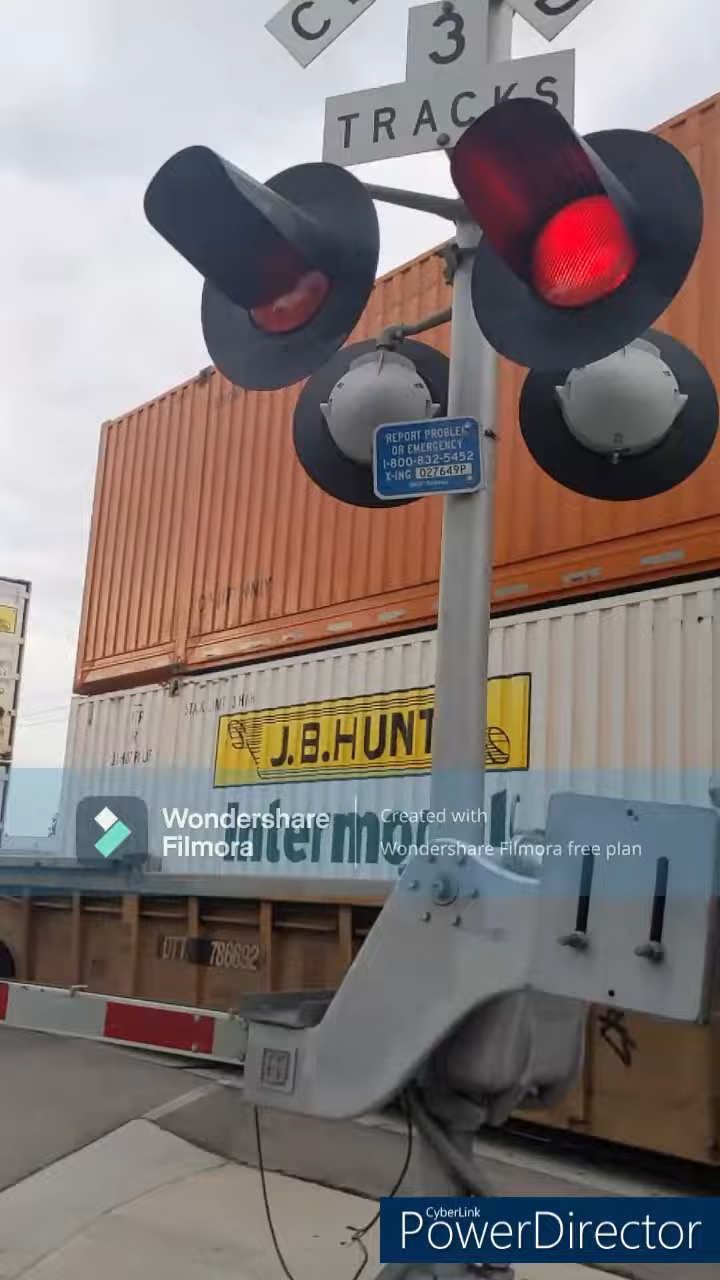 C
3
TRACKS
REPORT PROBLEM
OR EMERGENCY
1-800-832-5452
X-ING 027649P
J.B.HUNT
Intermodal
Wondershare
Filmora
Created with
Wondershare Filmora free plan
786692
CyberLink
PowerDirector